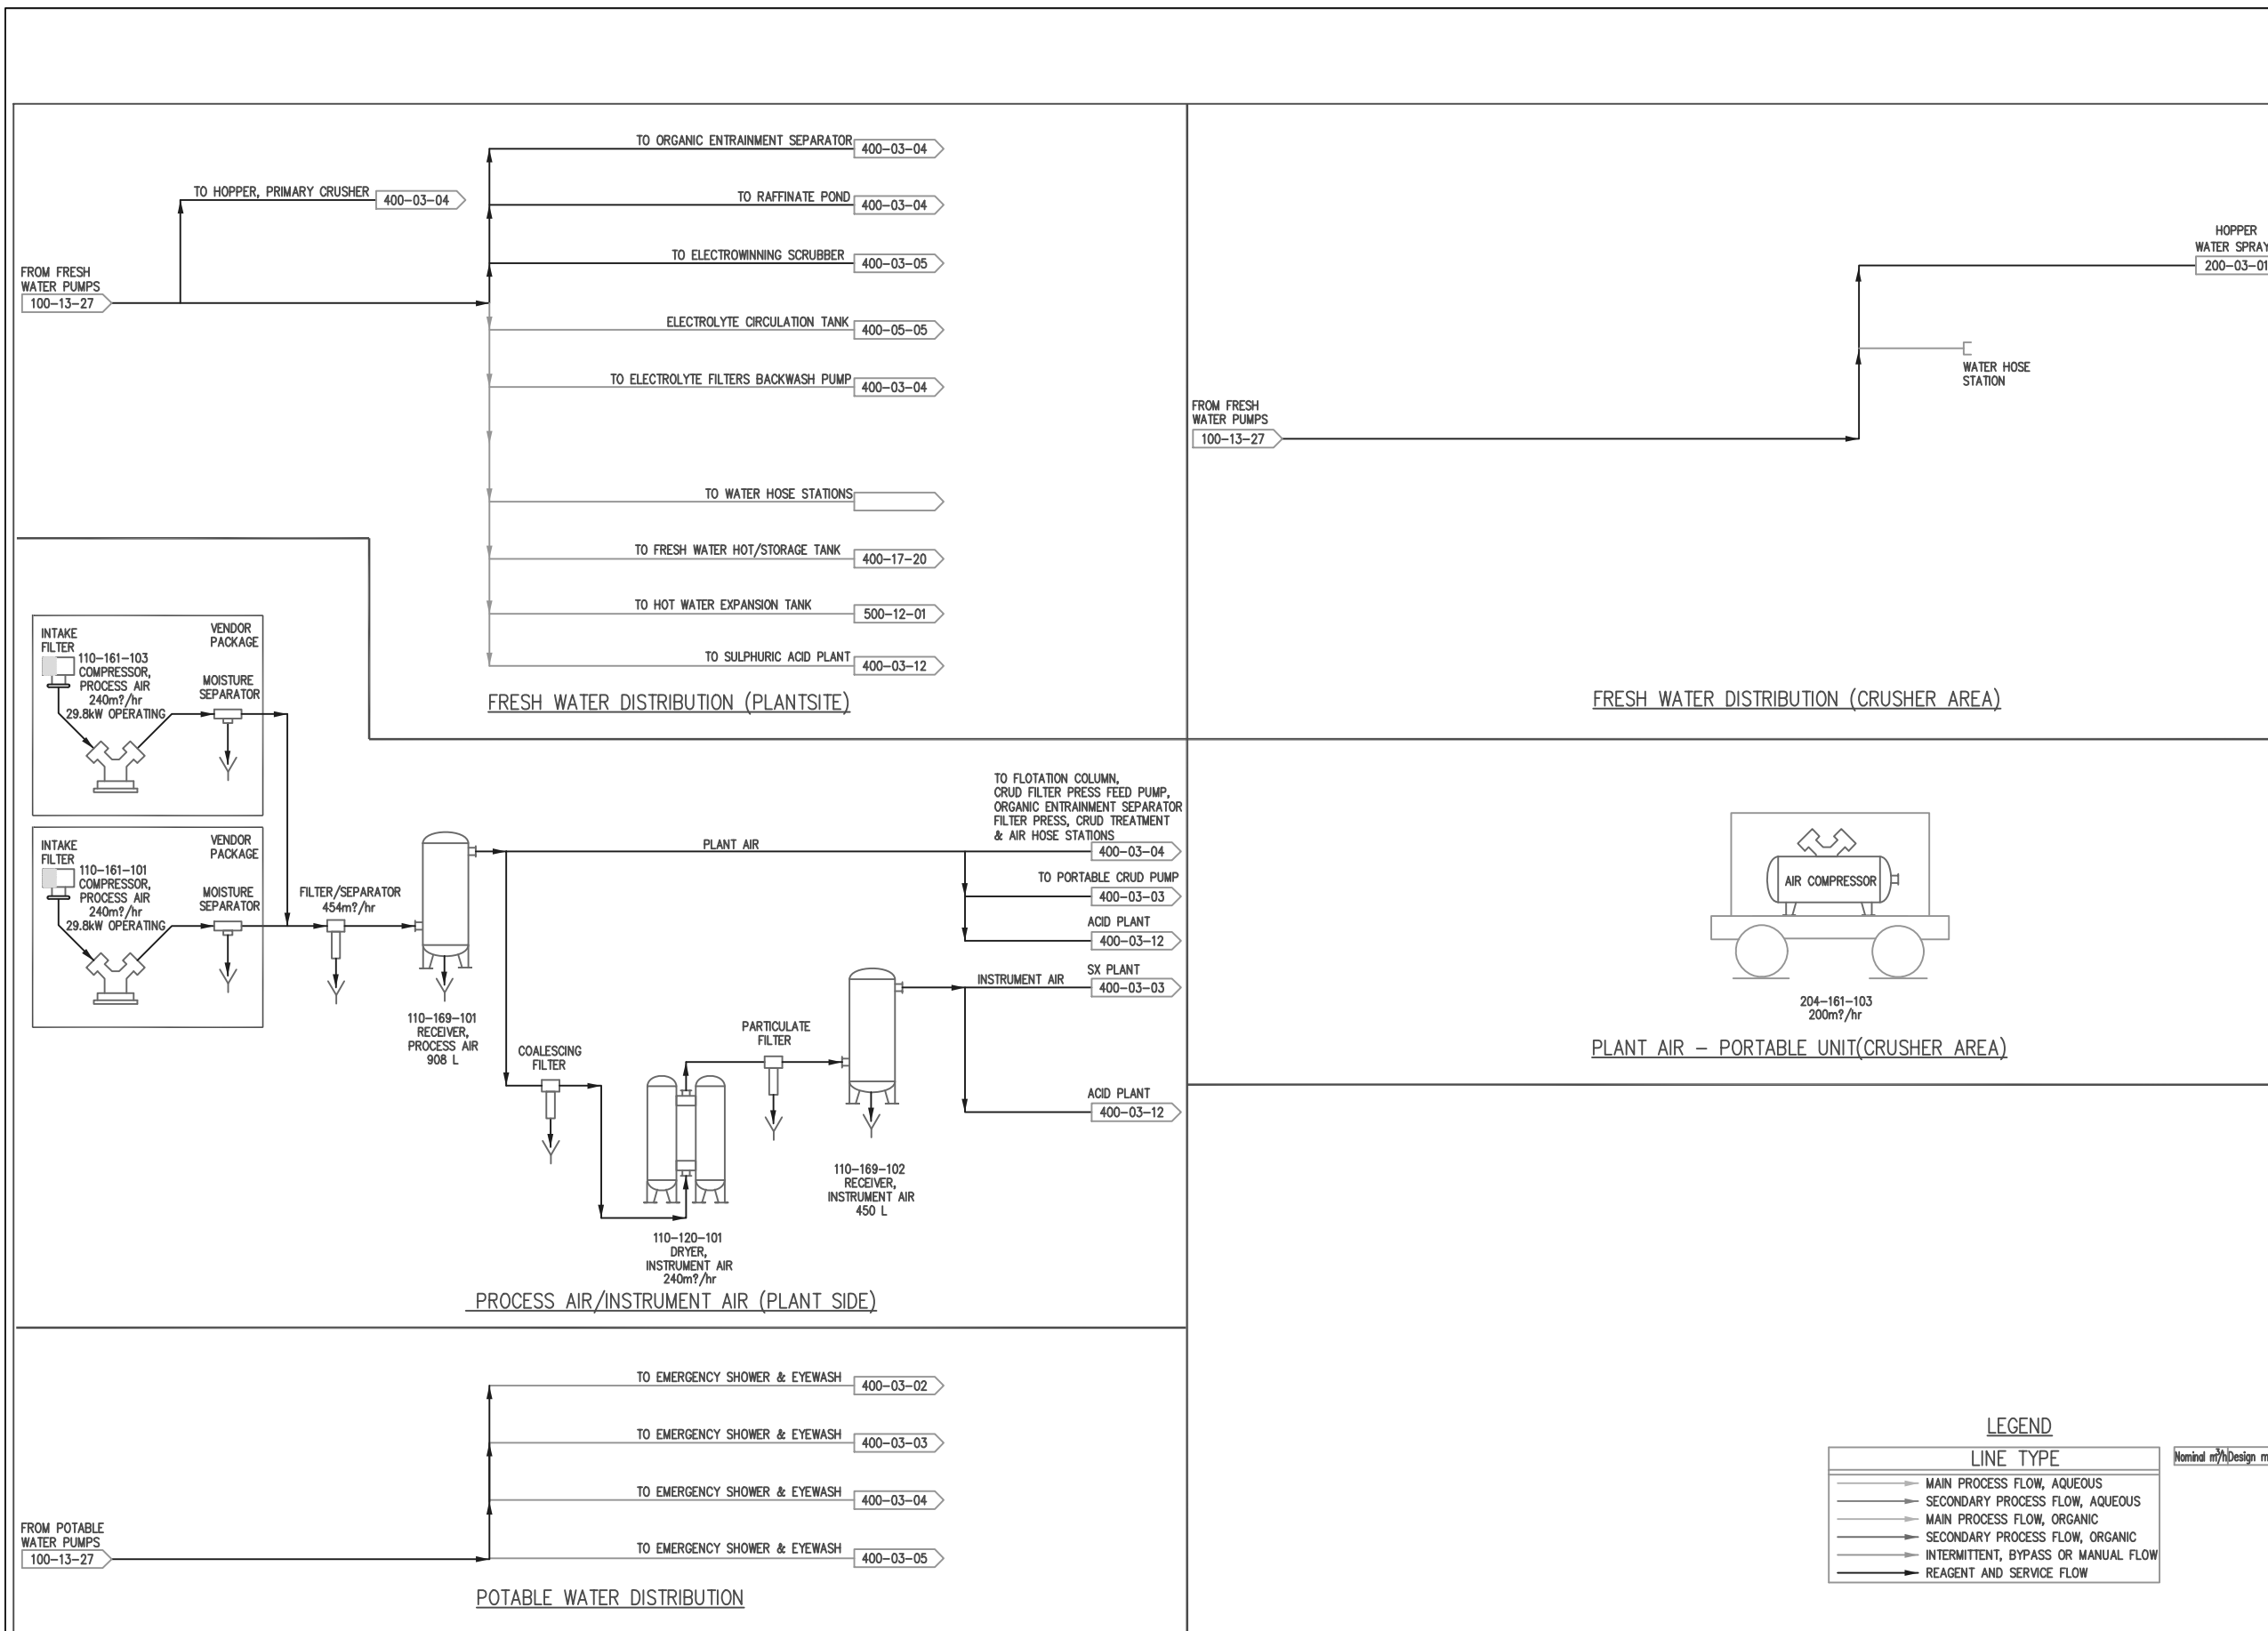 TO ORGANIC ENTRAINMENT SEPARATOR
400-03-04
TO HOPPER, PRIMARY CRUSHER
400-03-04
TO RAFFINATE POND
400-03-04
TO ELECTROWINNING SCRUBBER
400-03-05
FROM FRESH
WATER PUMPS
100-13-27
ELECTROLYTE CIRCULATION TANK
400-05-05
TO ELECTROLYTE FILTERS BACKWASH PUMP
400-03-04
TO WATER HOSE STATIONS
TO FRESH WATER HOT/STORAGE TANK
400-17-20
TO HOT WATER EXPANSION TANK
500-12-01
TO SULPHURIC ACID PLANT
400-03-12
FRESH WATER DISTRIBUTION (PLANTSITE)
HOPPER
WATER SPRAY
200-03-01
WATER HOSE
STATION
FROM FRESH
WATER PUMPS
100-13-27
FRESH WATER DISTRIBUTION (CRUSHER AREA)
INTAKE
FILTER
VENDOR
PACKAGE
110-161-103
COMPRESSOR,
PROCESS AIR
240m?/hr
29.8kW OPERATING
MOISTURE
SEPARATOR
INTAKE
FILTER
VENDOR
PACKAGE
110-161-101
COMPRESSOR,
PROCESS AIR
240m?/hr
29.8kW OPERATING
MOISTURE
SEPARATOR
FILTER/SEPARATOR
454m?/hr
110-169-101
RECEIVER,
PROCESS AIR
908 L
PLANT AIR
TO FLOTATION COLUMN,
CRUD FILTER PRESS FEED PUMP,
ORGANIC ENTRAINMENT SEPARATOR
FILTER PRESS, CRUD TREATMENT
& AIR HOSE STATIONS
400-03-04
TO PORTABLE CRUD PUMP
400-03-03
ACID PLANT
400-03-12
SX PLANT
INSTRUMENT AIR
400-03-03
ACID PLANT
400-03-12
COALESCING
FILTER
PARTICULATE
FILTER
110-169-102
RECEIVER,
INSTRUMENT AIR
450 L
110-120-101
DRYER,
INSTRUMENT AIR
240m?/hr
PROCESS AIR/INSTRUMENT AIR (PLANT SIDE)
AIR COMPRESSOR
204-161-103
200m?/hr
PLANT AIR - PORTABLE UNIT(CRUSHER AREA)
TO EMERGENCY SHOWER & EYEWASH
400-03-02
TO EMERGENCY SHOWER & EYEWASH
400-03-03
TO EMERGENCY SHOWER & EYEWASH
400-03-04
TO EMERGENCY SHOWER & EYEWASH
400-03-05
FROM POTABLE
WATER PUMPS
100-13-27
POTABLE WATER DISTRIBUTION
LEGEND
LINE TYPE
MAIN PROCESS FLOW, AQUEOUS
SECONDARY PROCESS FLOW, AQUEOUS
MAIN PROCESS FLOW, ORGANIC
SECONDARY PROCESS FLOW, ORGANIC
INTERMITTENT, BYPASS OR MANUAL FLOW
REAGENT AND SERVICE FLOW
Nominal m³/h Design m